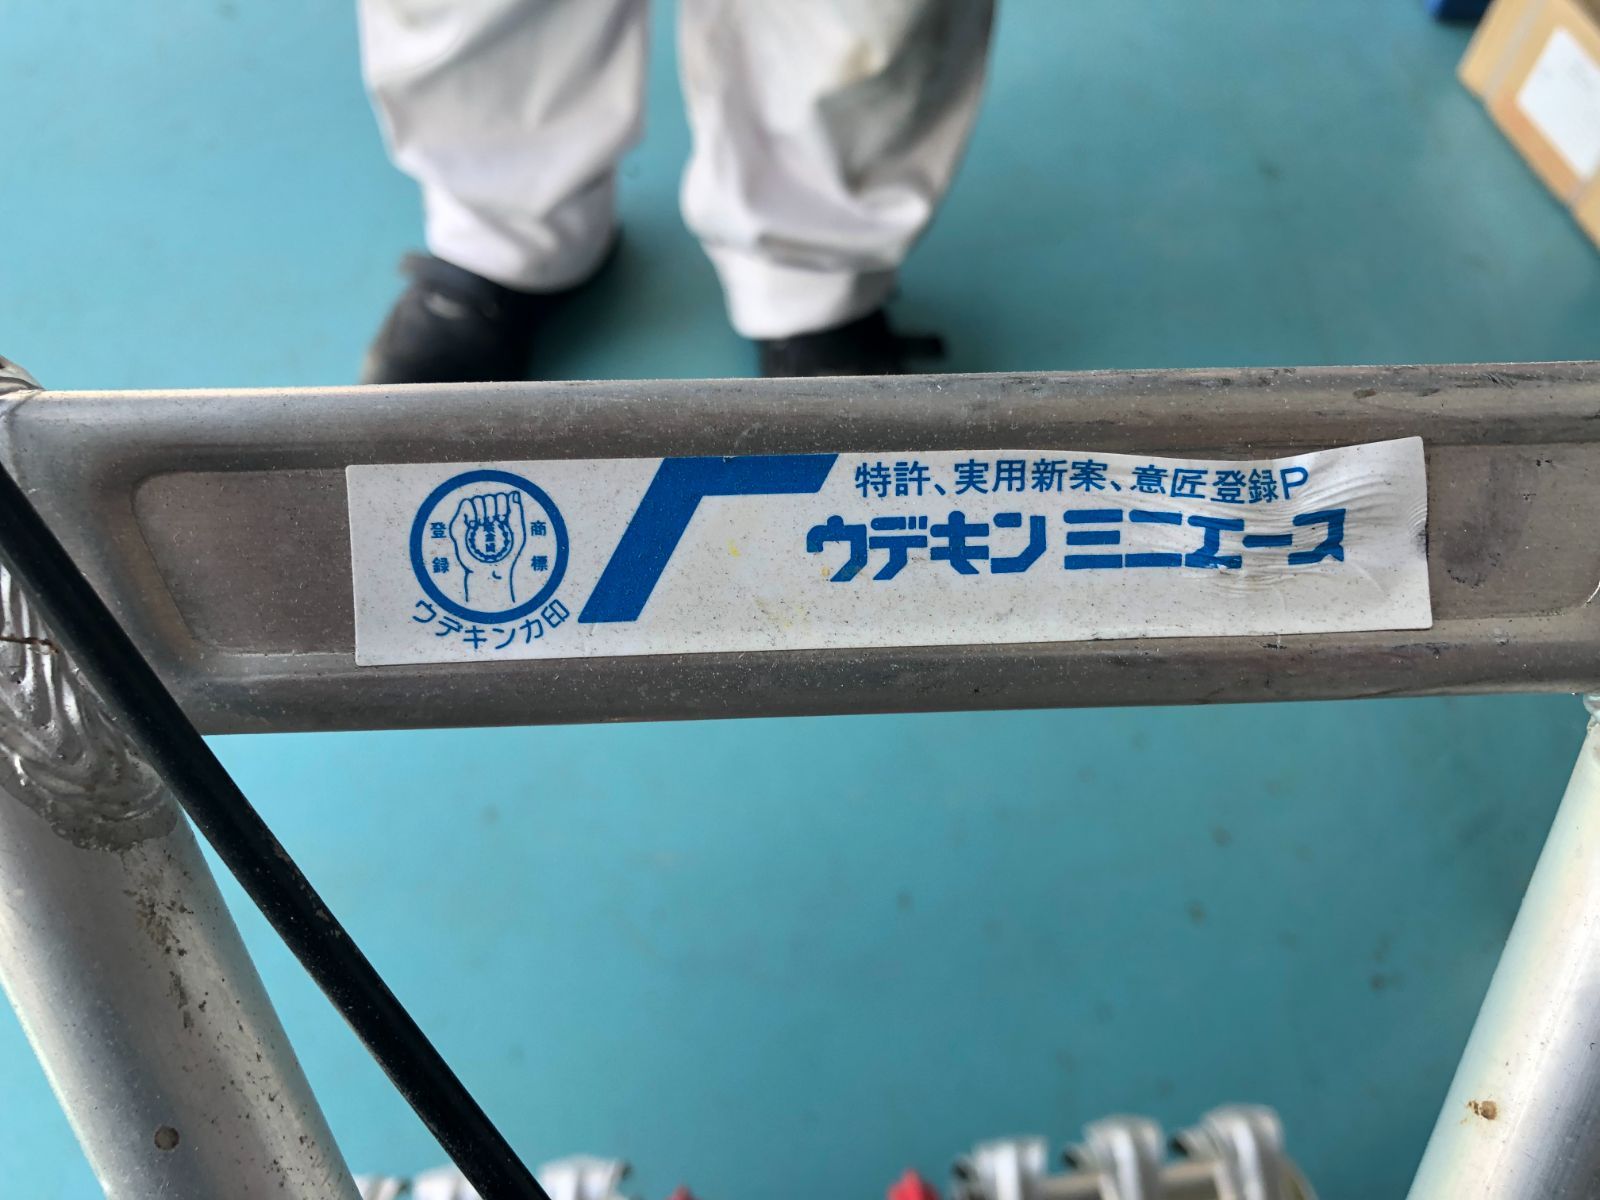 商標
登録
ウデキンカ印
特許、実用新案、意匠登録P
ウデキンミニエース